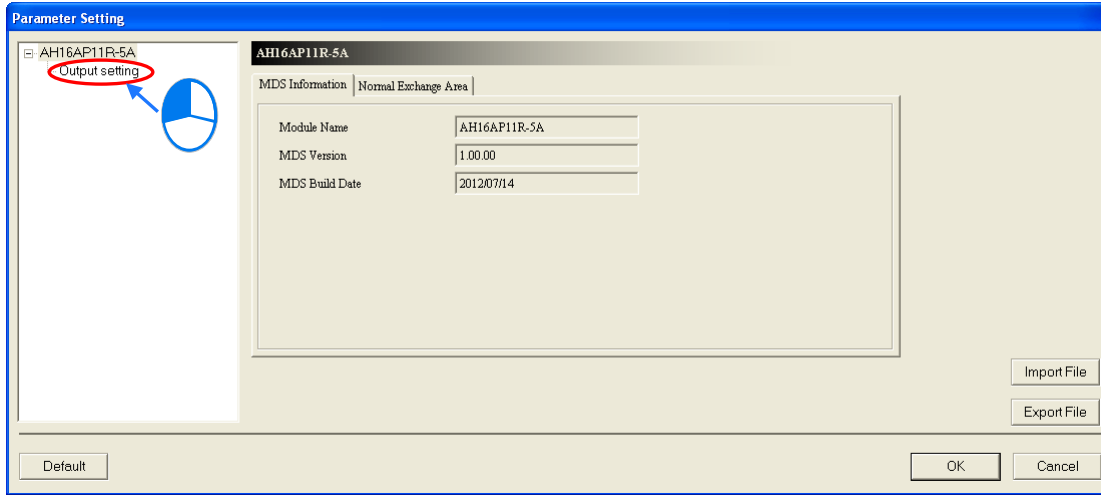 Parameter Setting
AH16AP11R-5A
Output setting
AH16AP11R-5A
MDS Information Normal Exchange Area
Module Name AH16AP11R-5A
MDS Version 1.00.00
MDS Build Date 2012/07/14
Import File
Export File
Default OK Cancel